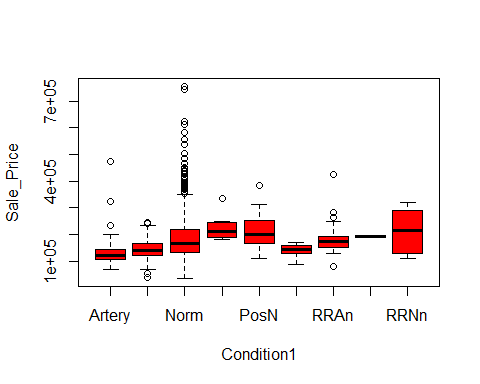 Sale_Price
7e+05
4e+05
1e+05
Artery Norm PosN RRAn RRNn
Condition1